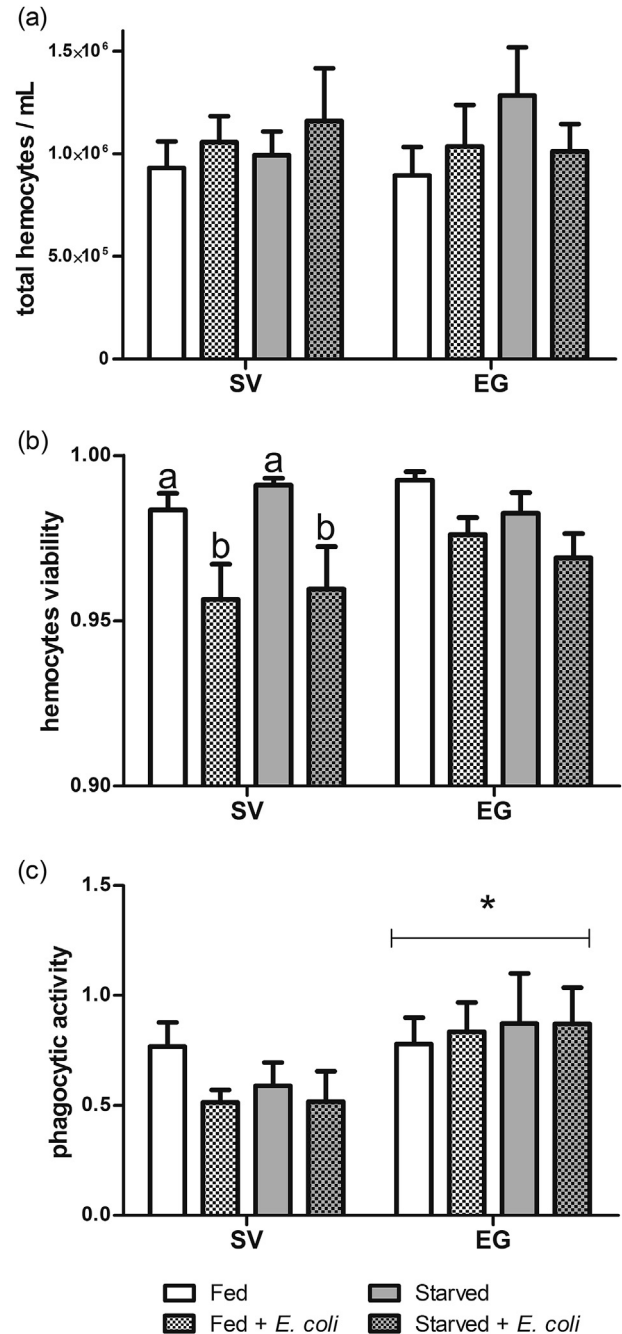 (a)
total hemocytes / mL
1.5×10⁶
1.0×10⁶
5.0×10⁵
0
SV EG
(b)
hemocytes viability
1.00
0.95
0.90
a b a b
SV EG
(c)
phagocytic activity
1.5
1.0
0.5
0.0
*
SV EG
Fed Starved
Fed + E. coli Starved + E. coli